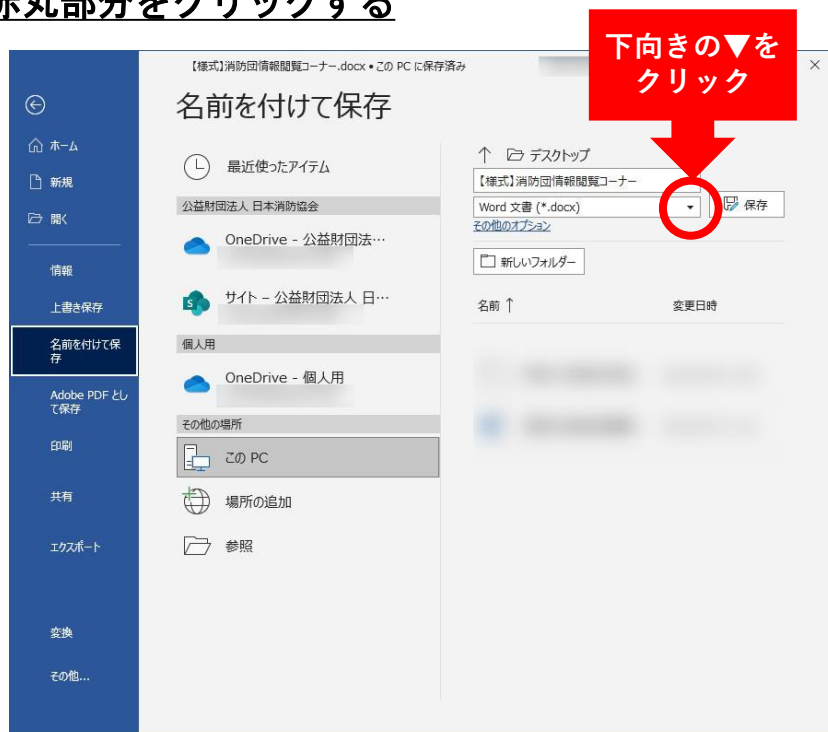 赤丸部分をクリックする
下向きの▼を
クリック
【様式】消防団情報閲覧コーナー.docx • この PC に保存済み
名前を付けて保存
ホーム
新規
開く
情報
上書き保存
名前を付けて保
存
Adobe PDF とし
て保存
印刷
共有
エクスポート
変換
その他...
最近使ったアイテム
公益財団法人 日本消防協会
OneDrive - 公益財団法…
サイト - 公益財団法人 日…
個人用
OneDrive - 個人用
その他の場所
この PC
場所の追加
参照
↑ デスクトップ
【様式】消防団情報閲覧コーナー
Word 文書 (*.docx)
保存
その他のオプション
新しいフォルダー
名前 ↑ 変更日時